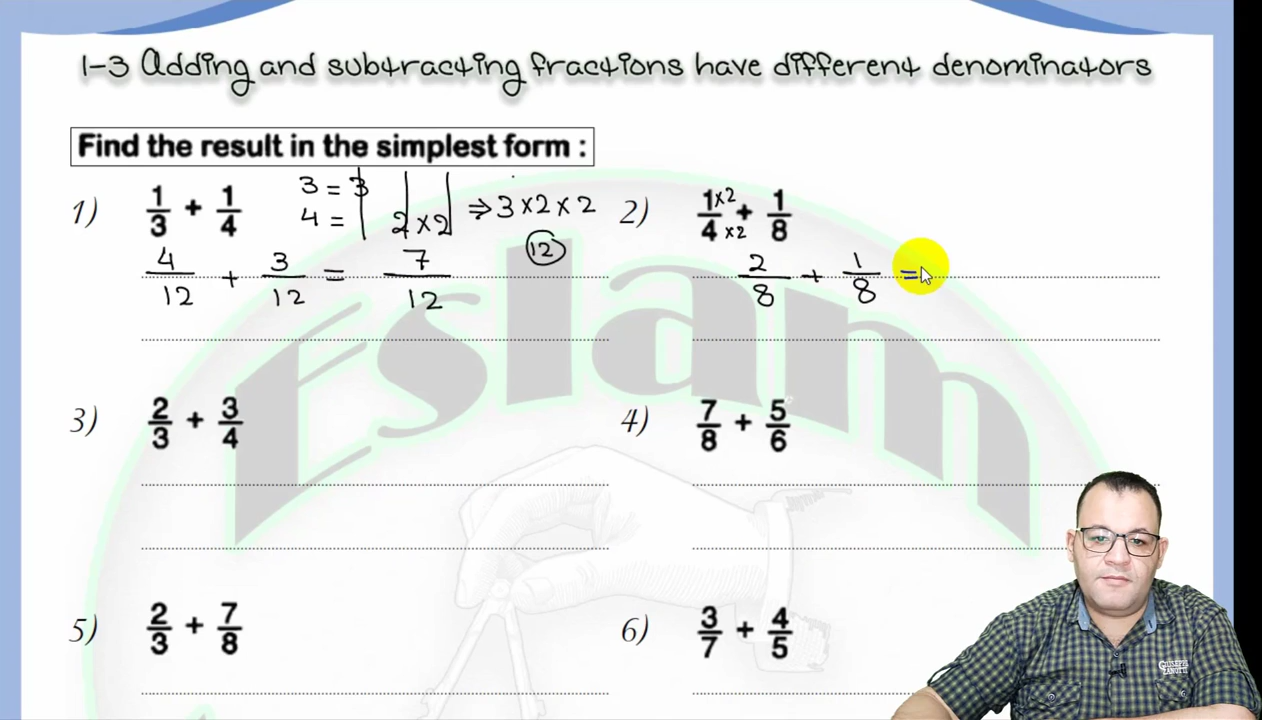 1-3 Adding and subtracting fractions have different denominators
Find the result in the simplest form :
1) 1/3 + 1/4
3 = 3
4 = 2 × 2
⇒ 3 × 2 × 2
12
4/12 + 3/12 = 7/12
2) 1×2/4×2 + 1/8
2/8 + 1/8 =
3) 2/3 + 3/4
4) 7/8 + 5/6
5) 2/3 + 7/8
6) 3/7 + 4/5
Eslam
GIUSEPPE
ZANOTTI